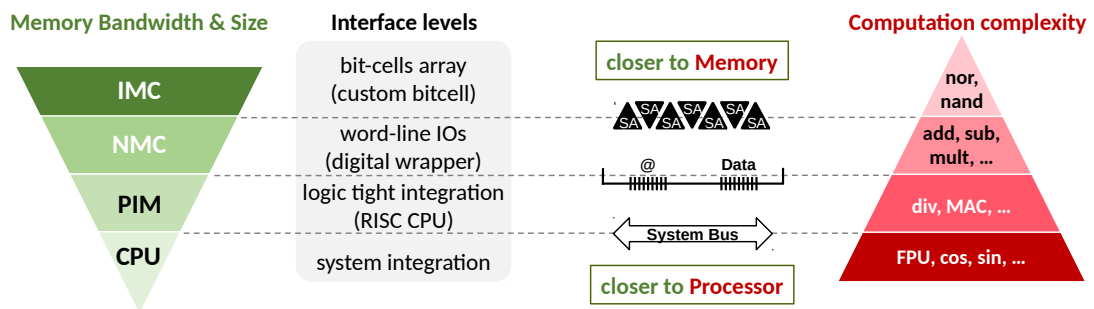 Memory Bandwidth & Size
Interface levels
Computation complexity
IMC
bit-cells array
(custom bitcell)
closer to Memory
nor,
nand
SA SA SA SA SA SA SA
NMC
word-line IOs
(digital wrapper)
add, sub,
mult, ...
@
Data
PIM
logic tight integration
(RISC CPU)
div, MAC, ...
System Bus
CPU
system integration
FPU, cos, sin, ...
closer to Processor